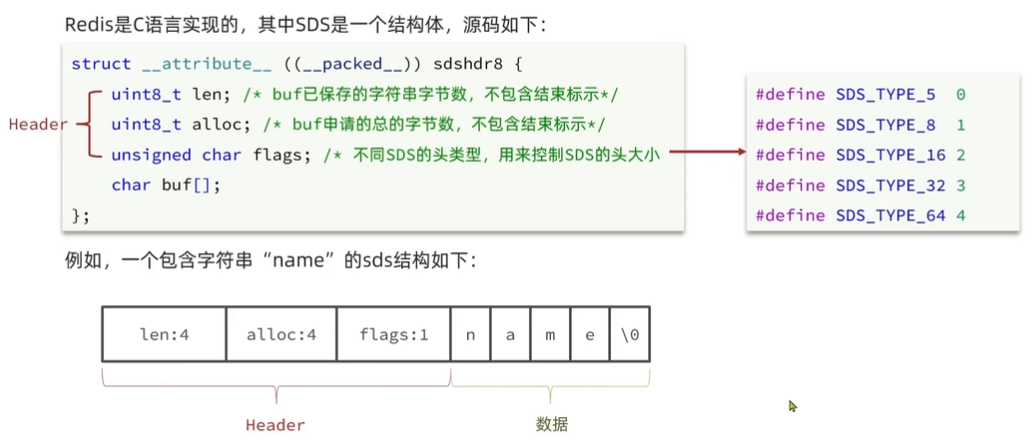 Redis是C语言实现的，其中SDS是一个结构体，源码如下：
struct __attribute__ ((__packed__)) sdshdr8 {
uint8_t len; /* buf已保存的字符串字节数，不包含结束标示*/
uint8_t alloc; /* buf申请的总的字节数，不包含结束标示*/
unsigned char flags; /* 不同SDS的头类型，用来控制SDS的头大小
char buf[];
};
Header
#define SDS_TYPE_5 0
#define SDS_TYPE_8 1
#define SDS_TYPE_16 2
#define SDS_TYPE_32 3
#define SDS_TYPE_64 4
例如，一个包含字符串“name”的sds结构如下：
len:4 alloc:4 flags:1 n a m e \0
Header 数据